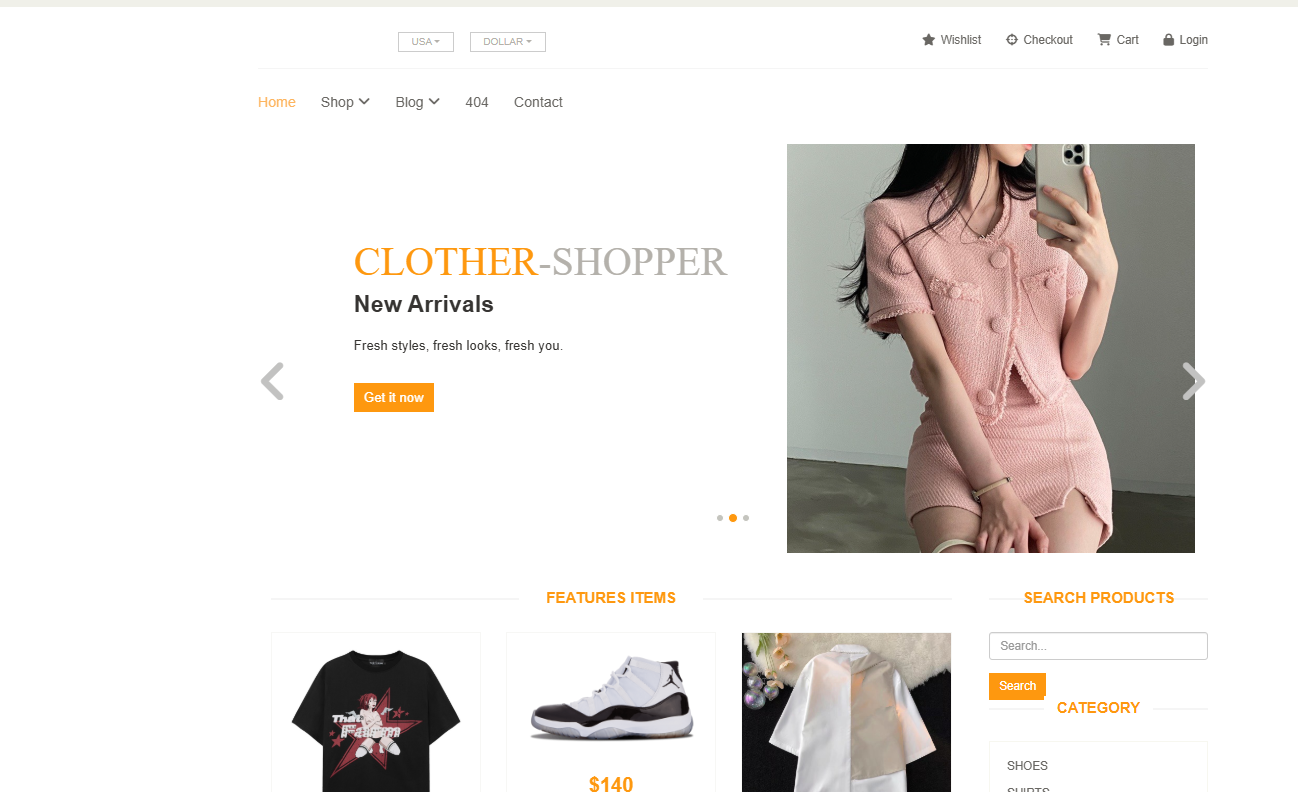 USA
DOLLAR
Wishlist
Checkout
Cart
Login
Home
Shop
Blog
404
Contact
CLOTHER-SHOPPER
New Arrivals
Fresh styles, fresh looks, fresh you.
Get it now
FEATURES ITEMS
SEARCH PRODUCTS
Search...
Search
CATEGORY
$140
SHOES
SHIRTS